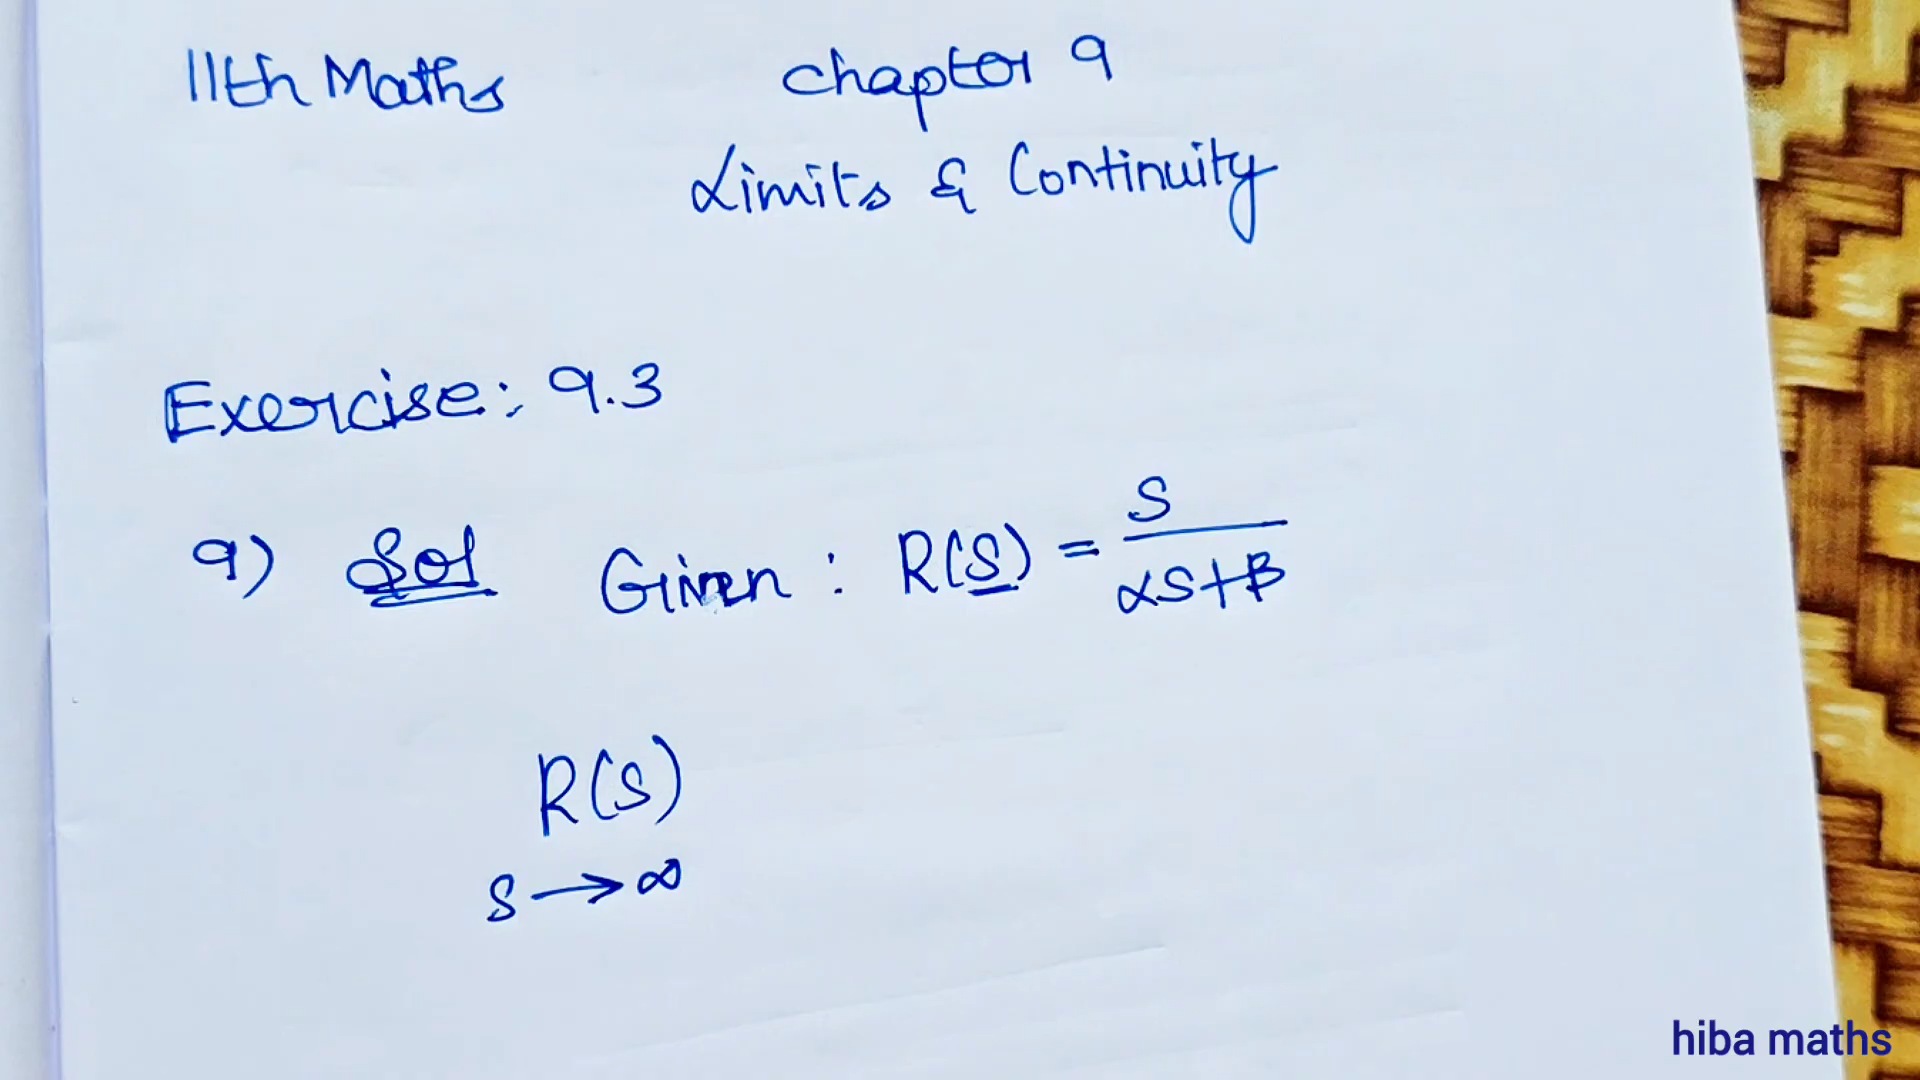 11th Maths chapter 9
Limits & Continuity
Exercise: 9.3
9) Sol Given : R(S) = S / αS+β
R(S)
S → ∞
hiba maths